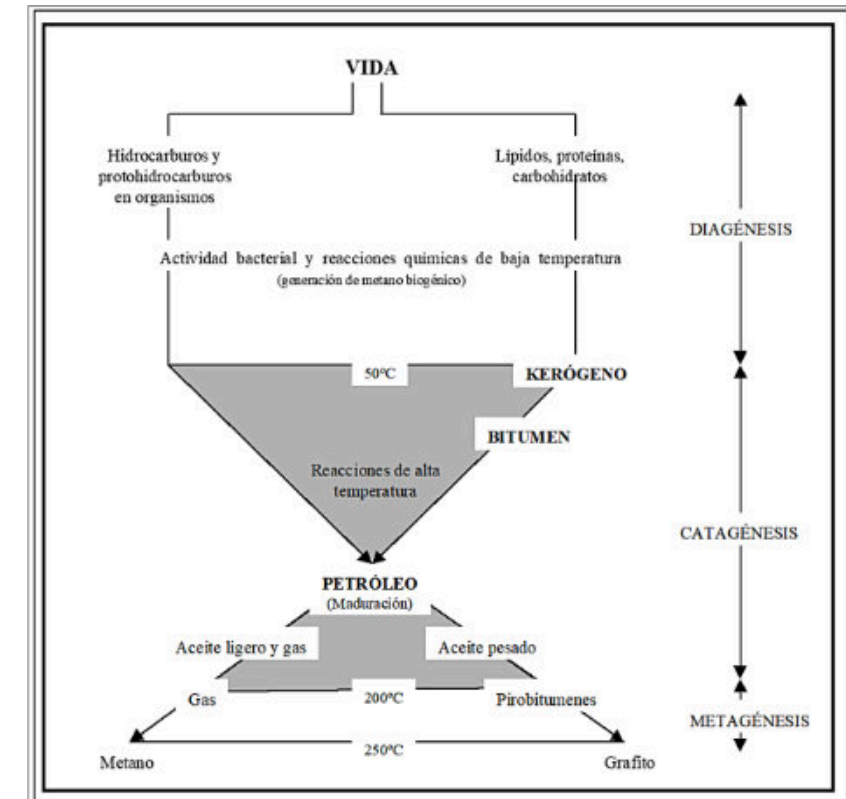 VIDA
Hidrocarburos y
protohidrocarburos
en organismos
Lípidos, proteínas,
carbohidratos
DIAGÉNESIS
Actividad bacterial y reacciones quimicas de baja temperatura
(generación de metano biogénico)
50ºC
KERÓGENO
BITUMEN
Reacciones de alta
temperatura
CATAGÉNESIS
PETRÓLEO
(Maduración)
Aceite ligero y gas
Aceite pesado
Gas
200ºC
Pirobitumenes
METAGÉNESIS
250ºC
Metano
Grafito